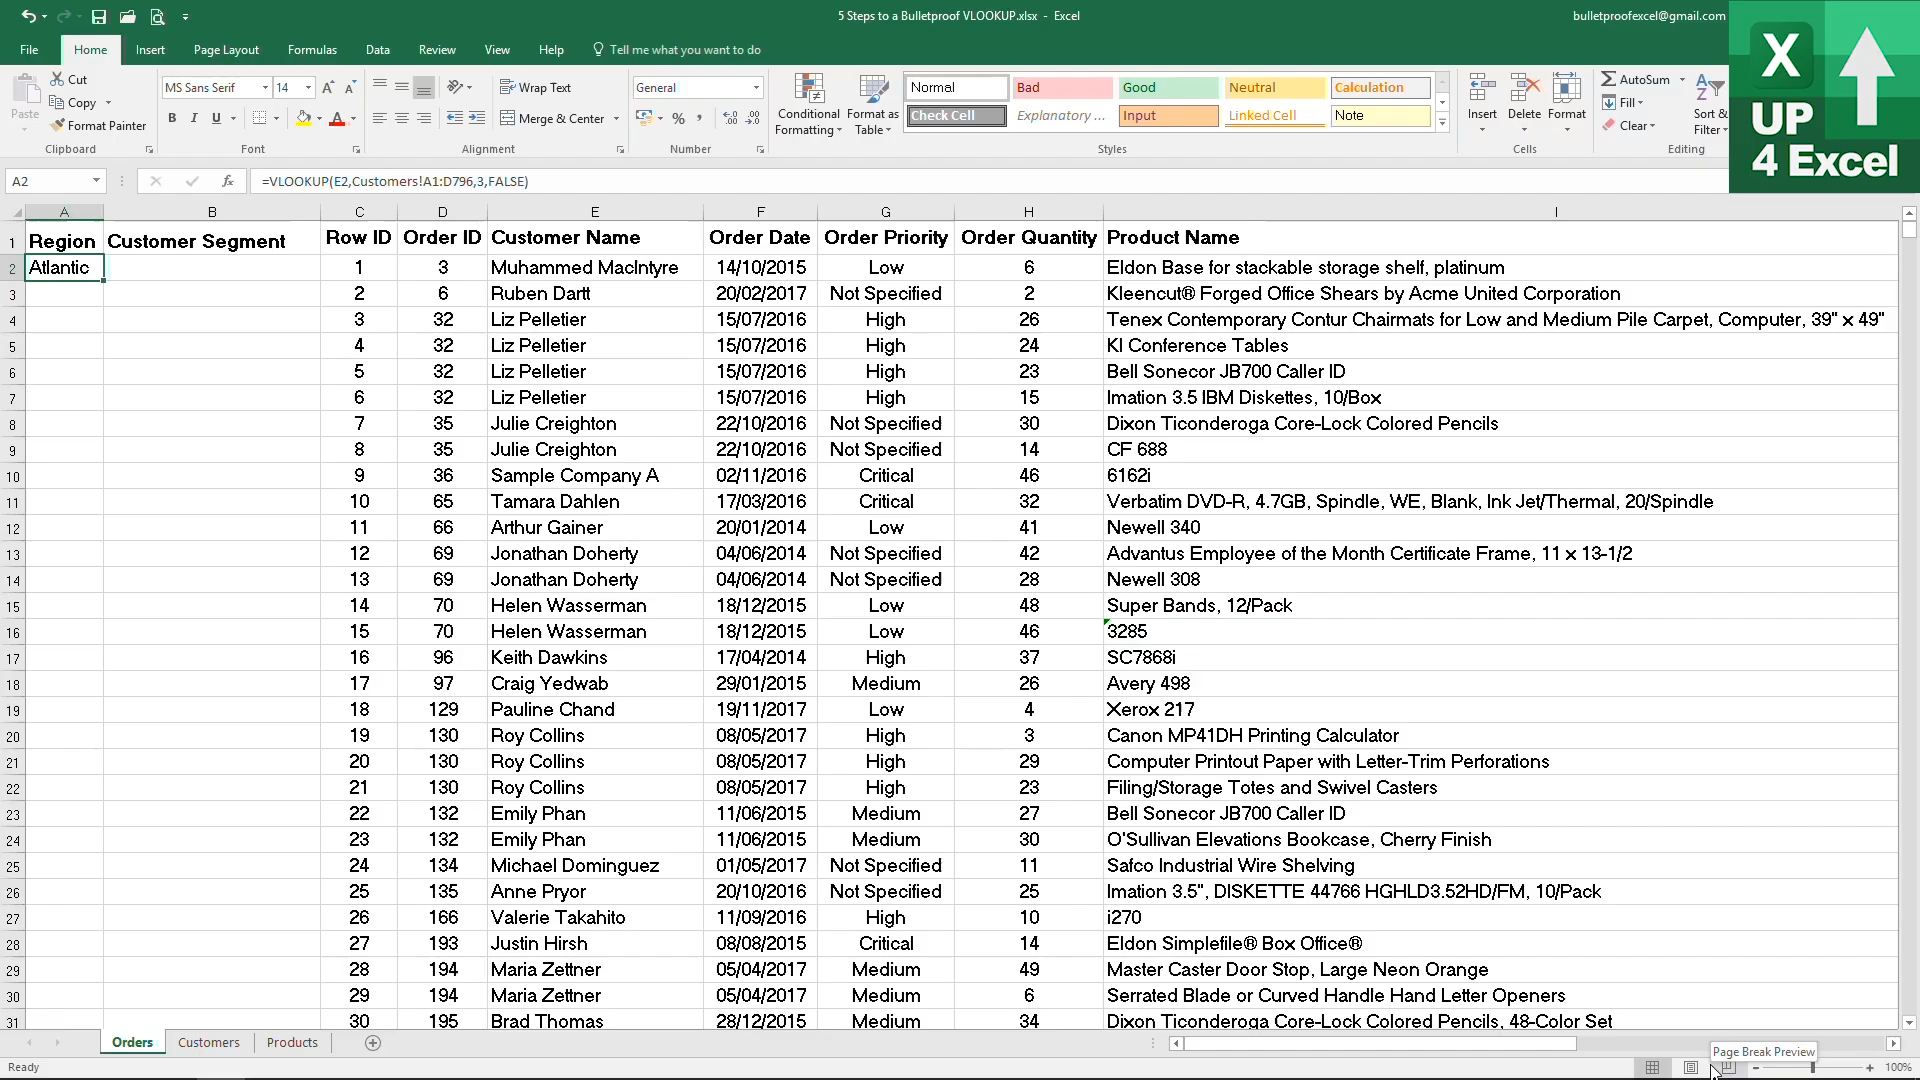 5 Steps to a Bulletproof VLOOKUP.xlsx - Excel
bulletproofexcel@gmail.com
File Home Insert Page Layout Formulas Data Review View Help Tell me what you want to do
X
UP
4 Excel
Paste
Cut
Copy
Format Painter
Clipboard
MS Sans Serif 14
B I U
Font
Wrap Text
Merge & Center
Alignment
General
Number
Conditional Formatting
Format as Table
Normal Bad Good Neutral Calculation
Check Cell Explanatory ... Input Linked Cell Note
Styles
Insert Delete Format
Cells
AutoSum
Fill
Clear
Sort & Filter
Editing
A2 fx =VLOOKUP(E2,Customers!A1:D796,3,FALSE)
A B C D E F G H I
1 Region Customer Segment Row ID Order ID Customer Name Order Date Order Priority Order Quantity Product Name
2 Atlantic 1 3 Muhammed MacIntyre 14/10/2015 Low 6 Eldon Base for stackable storage shelf, platinum
3 2 6 Ruben Dartt 20/02/2017 Not Specified 2 Kleencut® Forged Office Shears by Acme United Corporation
4 3 32 Liz Pelletier 15/07/2016 High 26 Tenex Contemporary Contur Chairmats for Low and Medium Pile Carpet, Computer, 39" x 49"
5 4 32 Liz Pelletier 15/07/2016 High 24 KI Conference Tables
6 5 32 Liz Pelletier 15/07/2016 High 23 Bell Sonecor JB700 Caller ID
7 6 32 Liz Pelletier 15/07/2016 High 15 Imation 3.5 IBM Diskettes, 10/Box
8 7 35 Julie Creighton 22/10/2016 Not Specified 30 Dixon Ticonderoga Core-Lock Colored Pencils
9 8 35 Julie Creighton 22/10/2016 Not Specified 14 CF 688
10 9 36 Sample Company A 02/11/2016 Critical 46 6162i
11 10 65 Tamara Dahlen 17/03/2016 Critical 32 Verbatim DVD-R, 4.7GB, Spindle, WE, Blank, Ink Jet/Thermal, 20/Spindle
12 11 66 Arthur Gainer 20/01/2014 Low 41 Newell 340
13 12 69 Jonathan Doherty 04/06/2014 Not Specified 42 Advantus Employee of the Month Certificate Frame, 11 x 13-1/2
14 13 69 Jonathan Doherty 04/06/2014 Not Specified 28 Newell 308
15 14 70 Helen Wasserman 18/12/2015 Low 48 Super Bands, 12/Pack
16 15 70 Helen Wasserman 18/12/2015 Low 46 3285
17 16 96 Keith Dawkins 17/04/2014 High 37 SC7868i
18 17 97 Craig Yedwab 29/01/2015 Medium 26 Avery 498
19 18 129 Pauline Chand 19/11/2017 Low 4 Xerox 217
20 19 130 Roy Collins 08/05/2017 High 3 Canon MP41DH Printing Calculator
21 20 130 Roy Collins 08/05/2017 High 29 Computer Printout Paper with Letter-Trim Perforations
22 21 130 Roy Collins 08/05/2017 High 23 Filing/Storage Totes and Swivel Casters
23 22 132 Emily Phan 11/06/2015 Medium 27 Bell Sonecor JB700 Caller ID
24 23 132 Emily Phan 11/06/2015 Medium 30 O'Sullivan Elevations Bookcase, Cherry Finish
25 24 134 Michael Dominguez 01/05/2017 Not Specified 11 Safco Industrial Wire Shelving
26 25 135 Anne Pryor 20/10/2016 Not Specified 25 Imation 3.5", DISKETTE 44766 HGHLD3.52HD/FM, 10/Pack
27 26 166 Valerie Takahito 11/09/2016 High 10 i270
28 27 193 Justin Hirsh 08/08/2015 Critical 14 Eldon Simplefile® Box Office®
29 28 194 Maria Zettner 05/04/2017 Medium 49 Master Caster Door Stop, Large Neon Orange
30 29 194 Maria Zettner 05/04/2017 Medium 6 Serrated Blade or Curved Handle Hand Letter Openers
31 30 195 Brad Thomas 28/12/2015 Medium 34 Dixon Ticonderoga Core-Lock Colored Pencils, 48-Color Set
Orders Customers Products
Page Break Preview
Ready 100%